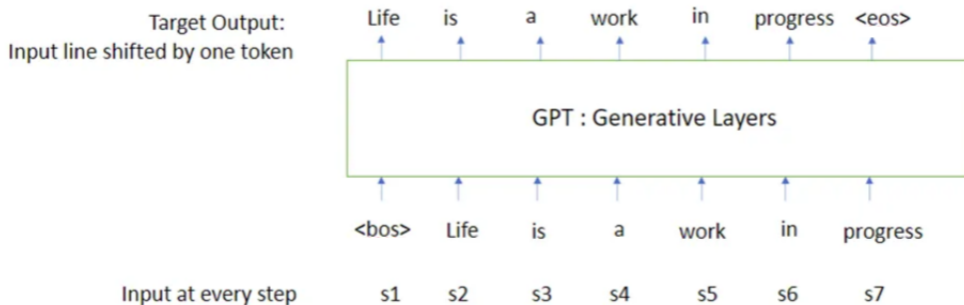 Target Output: Life is a work in progress <eos>
Input line shifted by one token
GPT : Generative Layers
<bos> Life is a work in progress
Input at every step s1 s2 s3 s4 s5 s6 s7